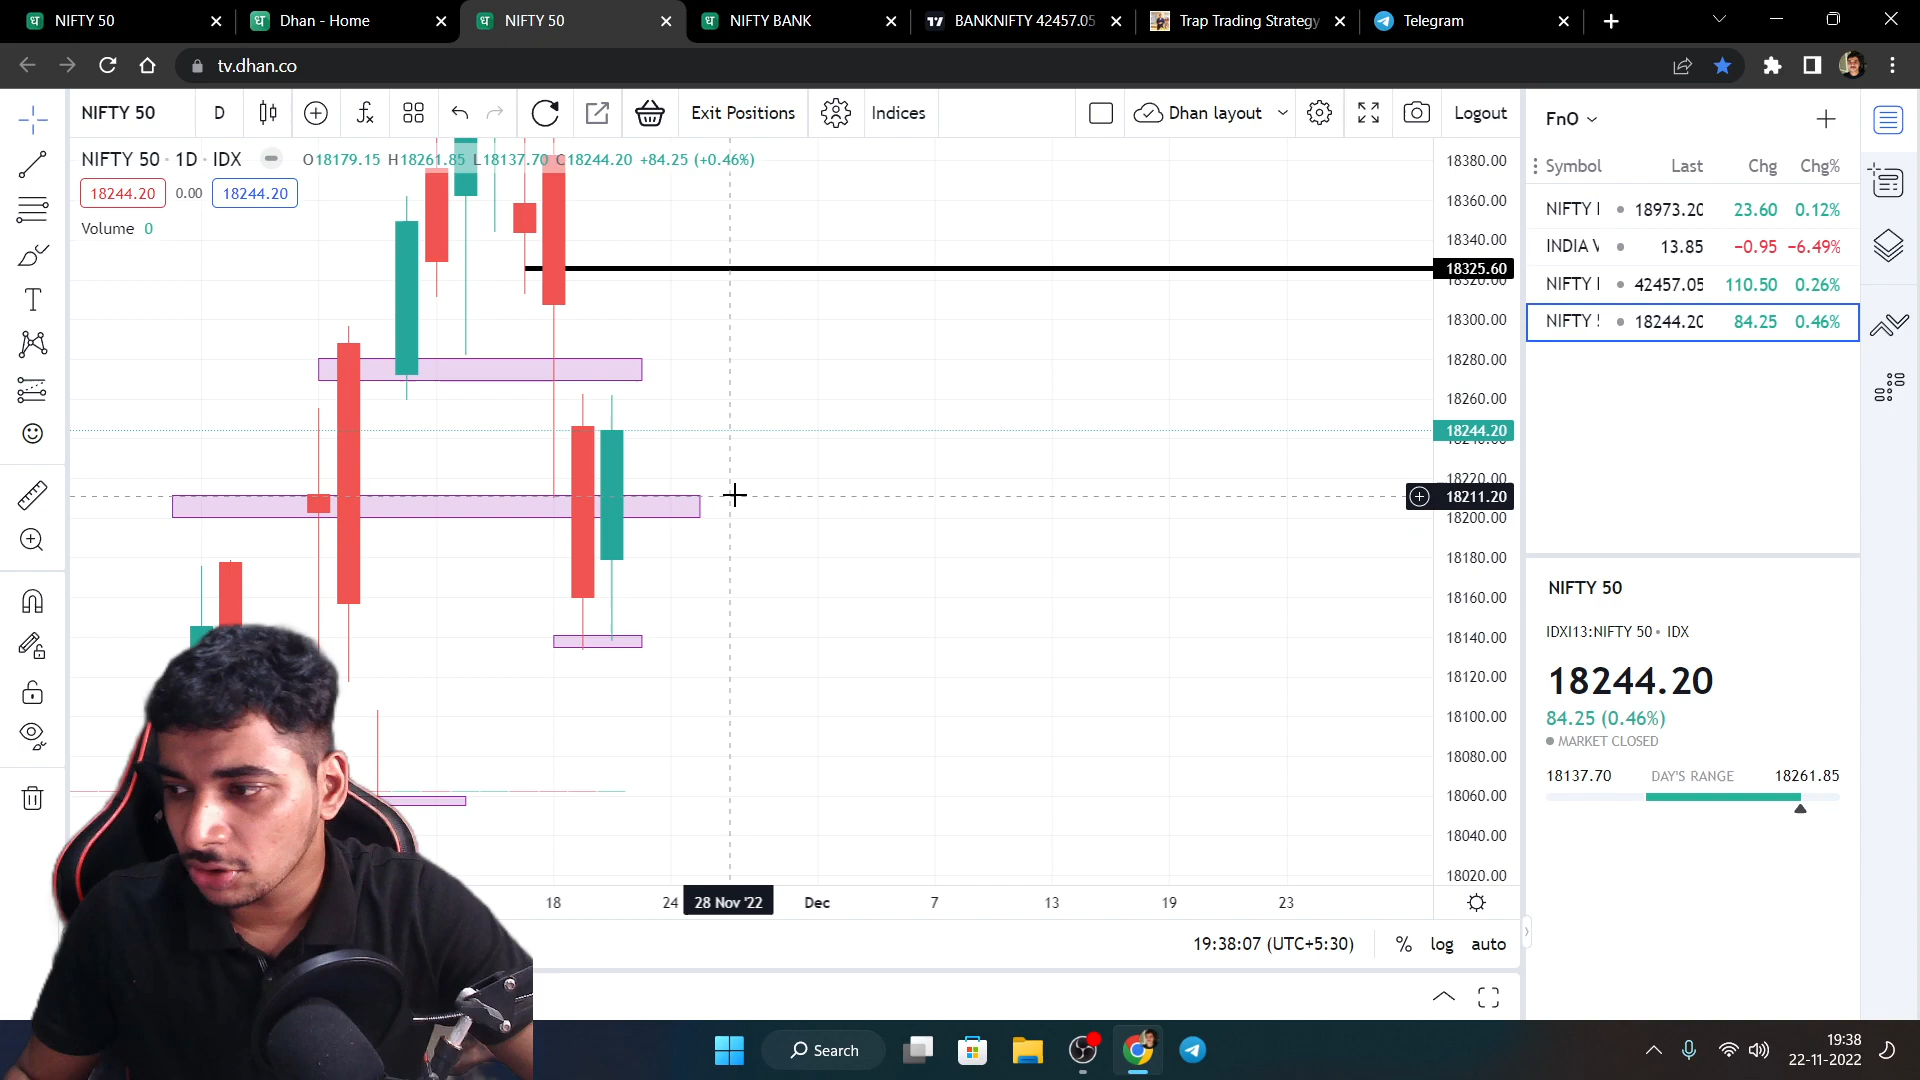 NIFTY 50
Dhan - Home
NIFTY 50
NIFTY BANK
BANKNIFTY 42457.05
Trap Trading Strategy
Telegram
tv.dhan.co
NIFTY 50
D
Exit Positions
Indices
Dhan layout
Logout
NIFTY 50 · 1D · IDX
O18179.15 H18261.85 L18137.70 C18244.20 +84.25 (+0.46%)
18244.20
0.00
18244.20
Volume 0
18380.00
18360.00
18340.00
18325.60
18320.00
18300.00
18280.00
18260.00
18244.20
18240.00
18220.00
18211.20
18200.00
18180.00
18160.00
18140.00
18120.00
18100.00
18080.00
18060.00
18040.00
18020.00
18
24
28 Nov '22
Dec
7
13
19
23
19:38:07 (UTC+5:30)
%
log
auto
FnO
Symbol Last Chg Chg%
NIFTY 18973.20 23.60 0.12%
INDIA 13.85 −0.95 −6.49%
NIFTY 42457.05 110.50 0.26%
NIFTY 18244.20 84.25 0.46%
NIFTY 50
IDXI13:NIFTY 50 • IDX
18244.20
84.25 (0.46%)
MARKET CLOSED
18137.70 DAY'S RANGE 18261.85
Search
19:38
22-11-2022